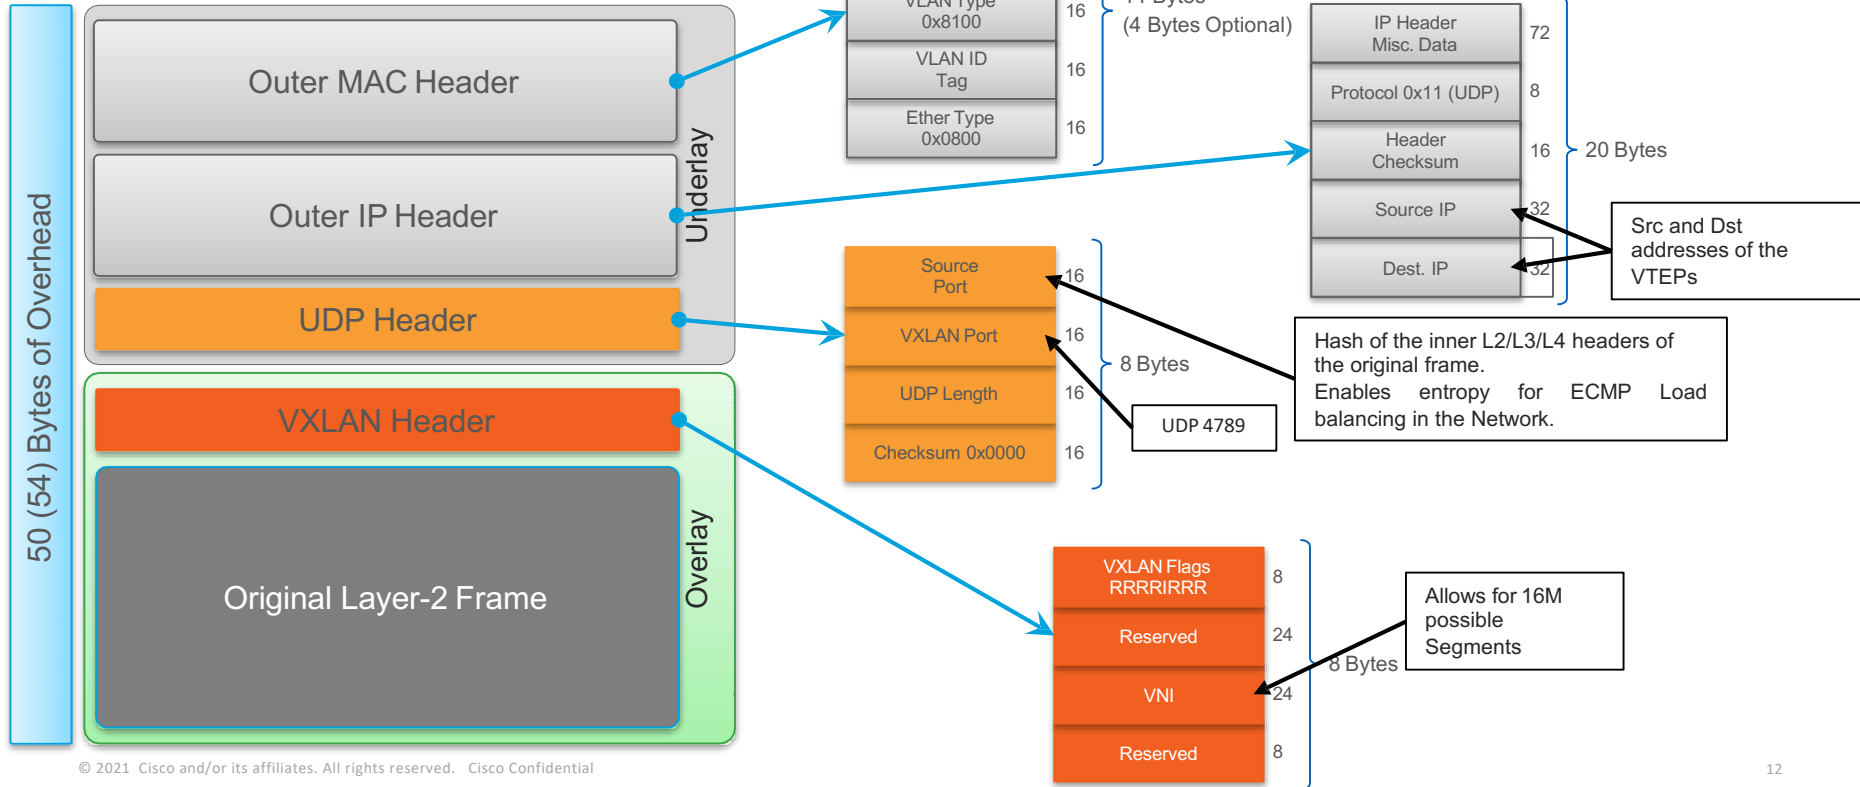 50 (54) Bytes of Overhead
Outer MAC Header
Outer IP Header
UDP Header
Underlay
VXLAN Header
Original Layer-2 Frame
Overlay
VLAN Type
0x8100
16
VLAN ID
Tag
16
Ether Type
0x0800
16
Bytes
(4 Bytes Optional)
IP Header
Misc. Data
72
Protocol 0x11 (UDP)
8
Header
Checksum
16
Source IP
32
Dest. IP
32
20 Bytes
Src and Dst
addresses of the
VTEPs
Source
Port
16
VXLAN Port
16
UDP Length
16
Checksum 0x0000
16
8 Bytes
UDP 4789
Hash of the inner L2/L3/L4 headers of
the original frame.
Enables entropy for ECMP Load
balancing in the Network.
VXLAN Flags
RRRRIRRR
8
Reserved
24
VNI
24
Reserved
8
8 Bytes
Allows for 16M
possible
Segments
© 2021 Cisco and/or its affiliates. All rights reserved. Cisco Confidential
12